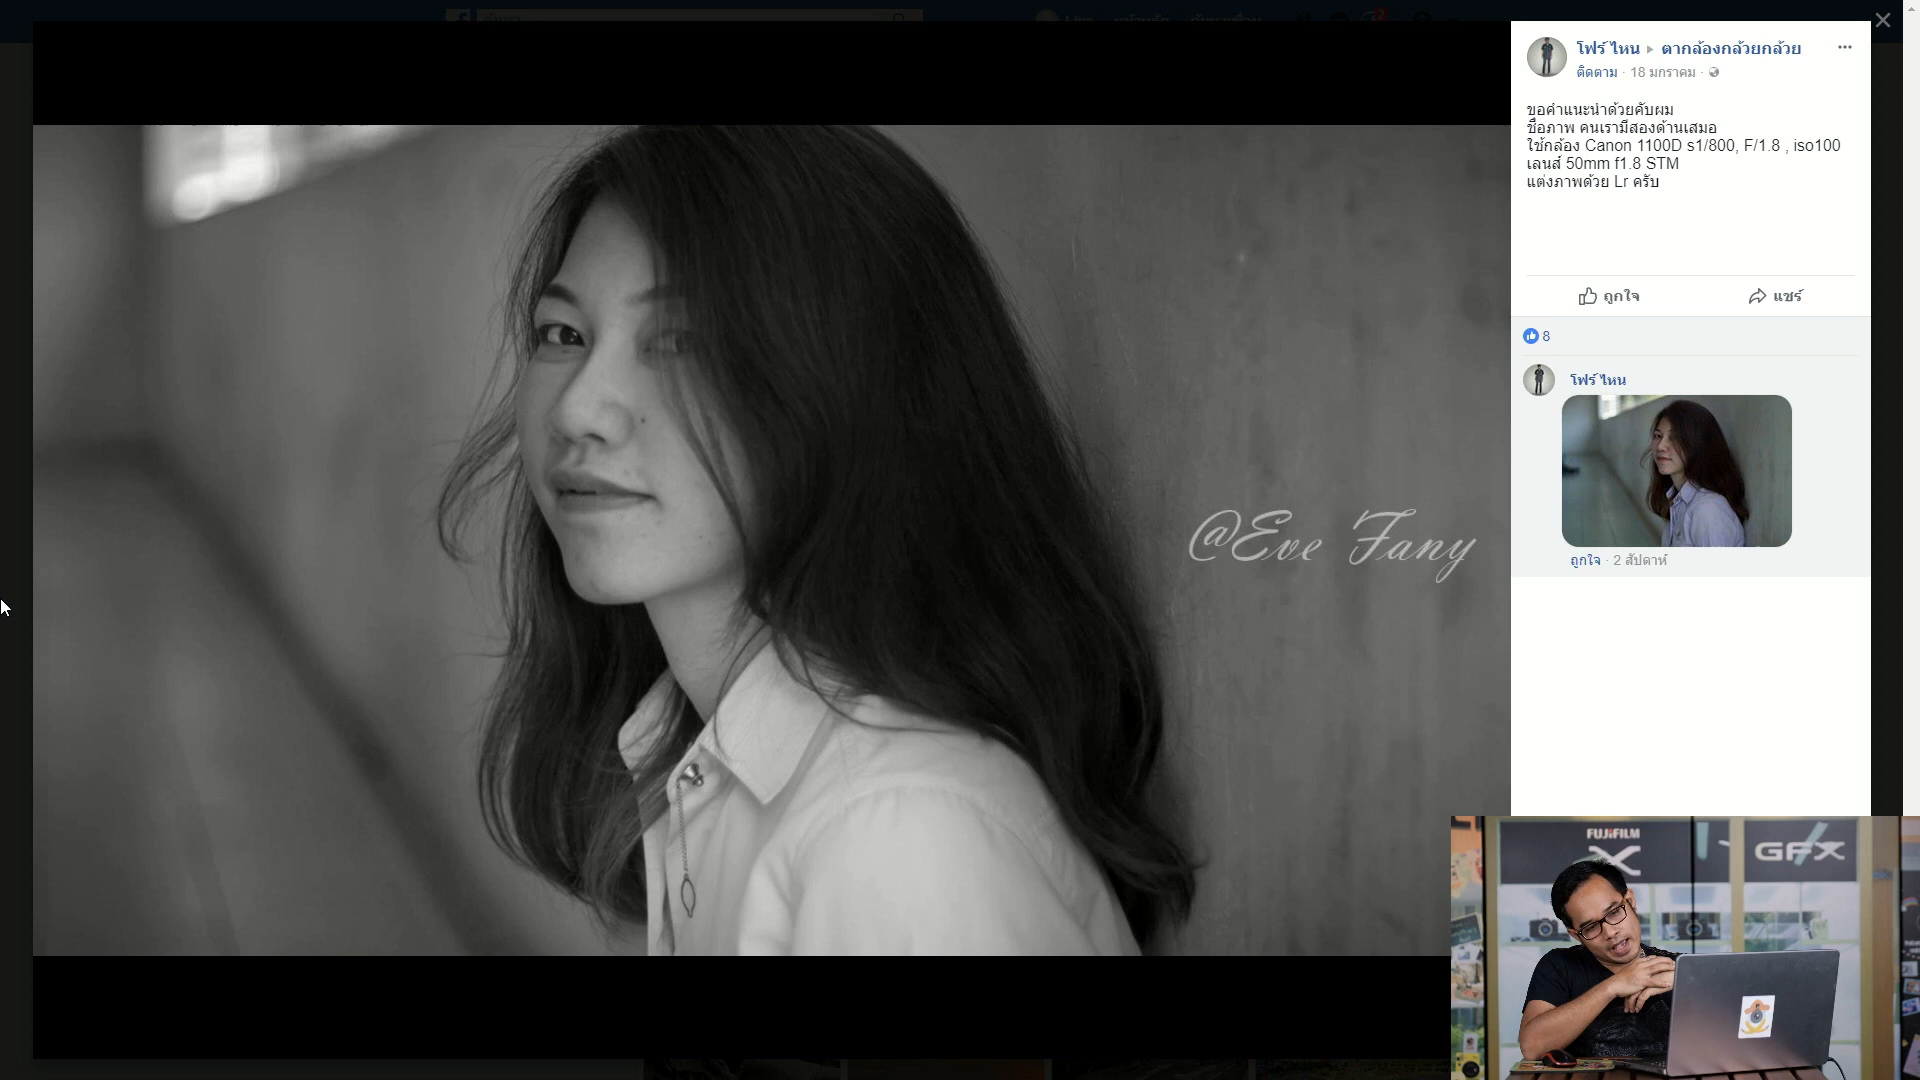 โฟร์ ไหน ▸ ตากล้องกล้วยกล้วย
ติดตาม · 18 มกราคม ·
ขอคำแนะนำด้วยคับผม
ชื่อภาพ คนเรามีสองด้านเสมอ
ใช้กล้อง Canon 1100D s1/800, F/1.8 , iso100
เลนส์ 50mm f1.8 STM
แต่งภาพด้วย Lr ครับ
ถูกใจ
แชร์
8
โฟร์ ไหน
ถูกใจ · 2 สัปดาห์
@Eve Fany
FUJIFILM
X
GFX